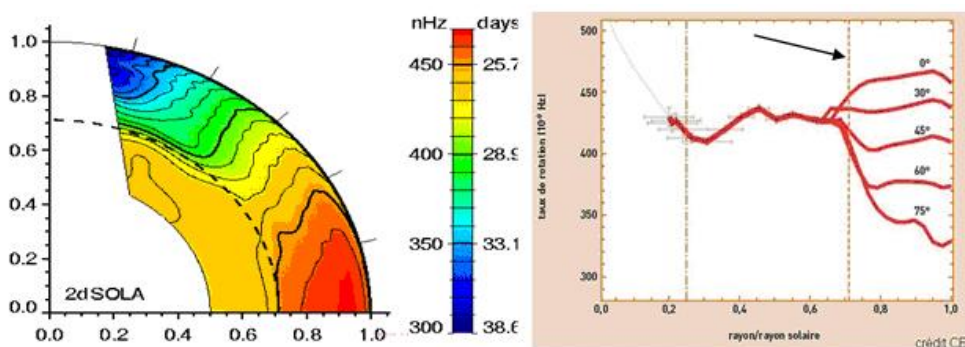 nHz days
1.0
0.8
0.6
0.4
0.2
0.0
2dSOLA
0.0 0.2 0.4 0.6 0.8 1.0
450 25.7
400 28.9
350 33.1
300 38.6
500
450
400
350
300
taux de rotation (10⁻⁹ Hz)
0°
30°
45°
60°
75°
0,0 0,2 0,4 0,6 0,8 1,0
rayon/rayon solaire
crédit CE